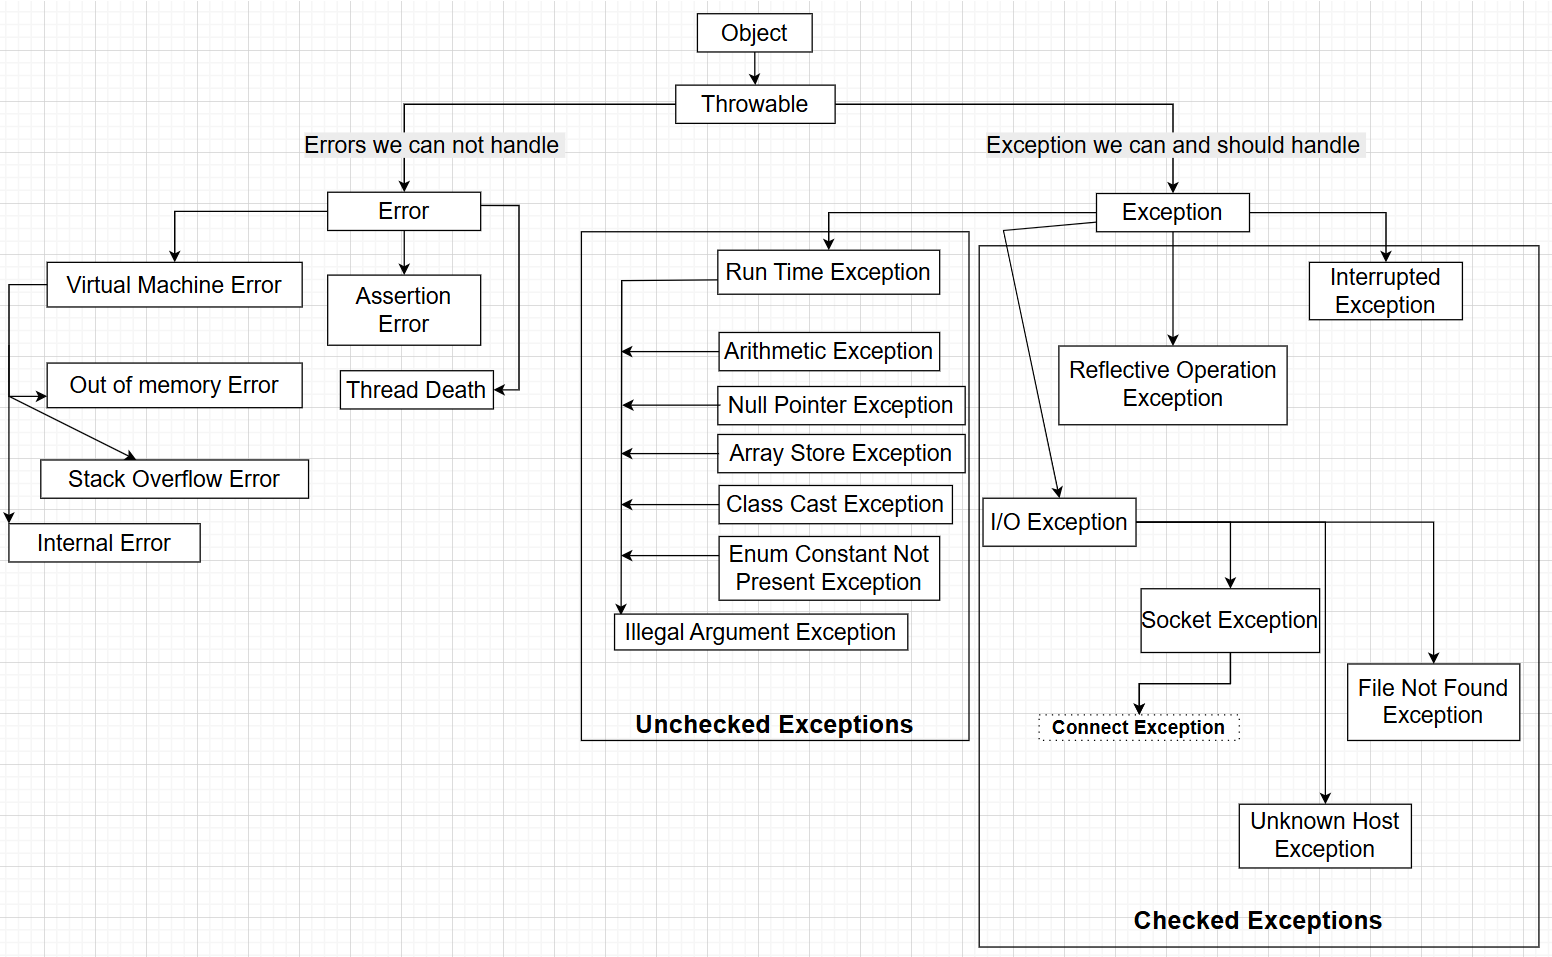 Object
Throwable
Errors we can not handle
Exception we can and should handle
Error
Exception
Virtual Machine Error
Assertion
Error
Out of memory Error
Thread Death
Stack Overflow Error
Internal Error
Run Time Exception
Arithmetic Exception
Null Pointer Exception
Array Store Exception
Class Cast Exception
Enum Constant Not
Present Exception
Illegal Argument Exception
Unchecked Exceptions
Interrupted
Exception
Reflective Operation
Exception
I/O Exception
Socket Exception
Connect Exception
File Not Found
Exception
Unknown Host
Exception
Checked Exceptions